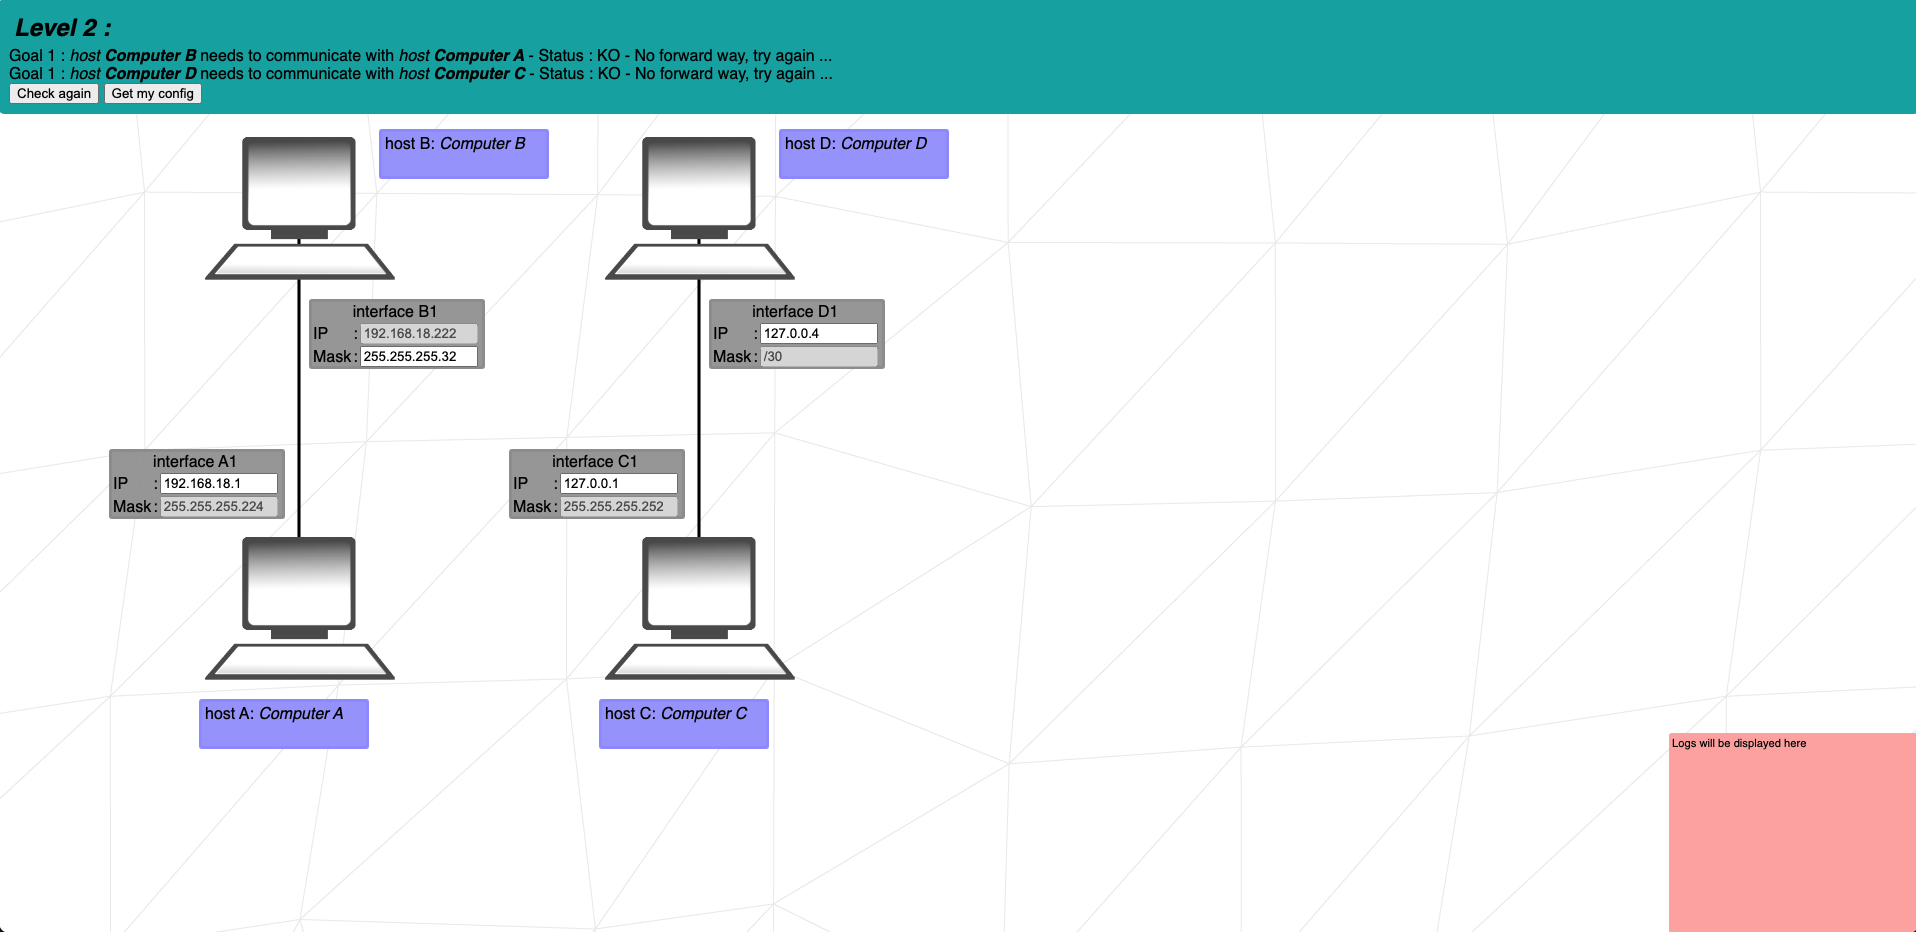 Level 2 :
Goal 1 : host Computer B needs to communicate with host Computer A - Status : KO - No forward way, try again ...
Goal 1 : host Computer D needs to communicate with host Computer C - Status : KO - No forward way, try again ...
Check again Get my config
host B: Computer B
host D: Computer D
interface B1
IP : 192.168.18.222
Mask : 255.255.255.32
interface D1
IP : 127.0.0.4
Mask : /30
interface A1
IP : 192.168.18.1
Mask : 255.255.255.224
interface C1
IP : 127.0.0.1
Mask : 255.255.255.252
host A: Computer A
host C: Computer C
Logs will be displayed here